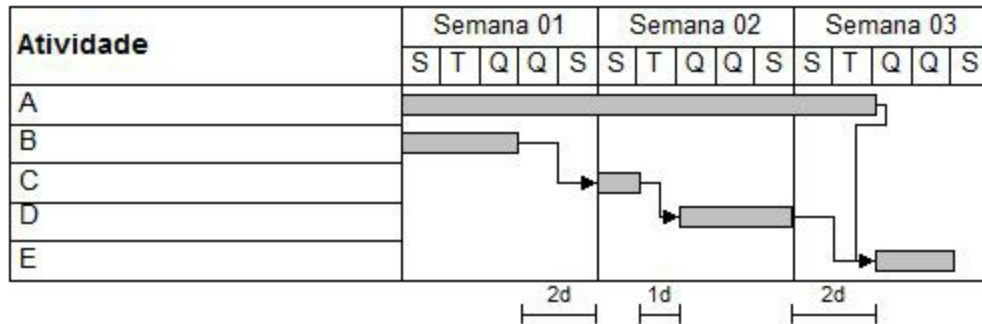 Atividade
Semana 01 Semana 02 Semana 03
S T Q Q S S T Q Q S S T Q Q S
A
B
C
D
E
2d 1d 2d